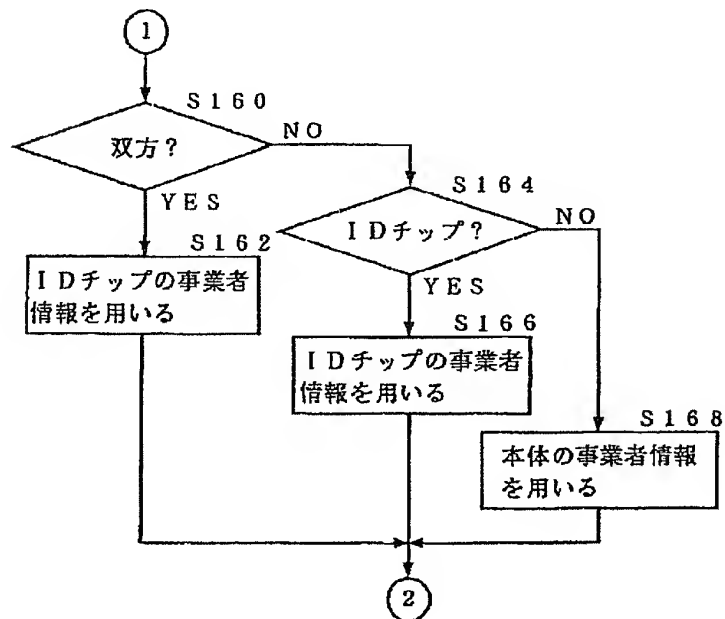 1
S160
双方?
NO
YES
S164
IDチップ?
NO
S162
IDチップの事業者
情報を用いる
YES
S166
IDチップの事業者
情報を用いる
S168
本体の事業者情報
を用いる
2